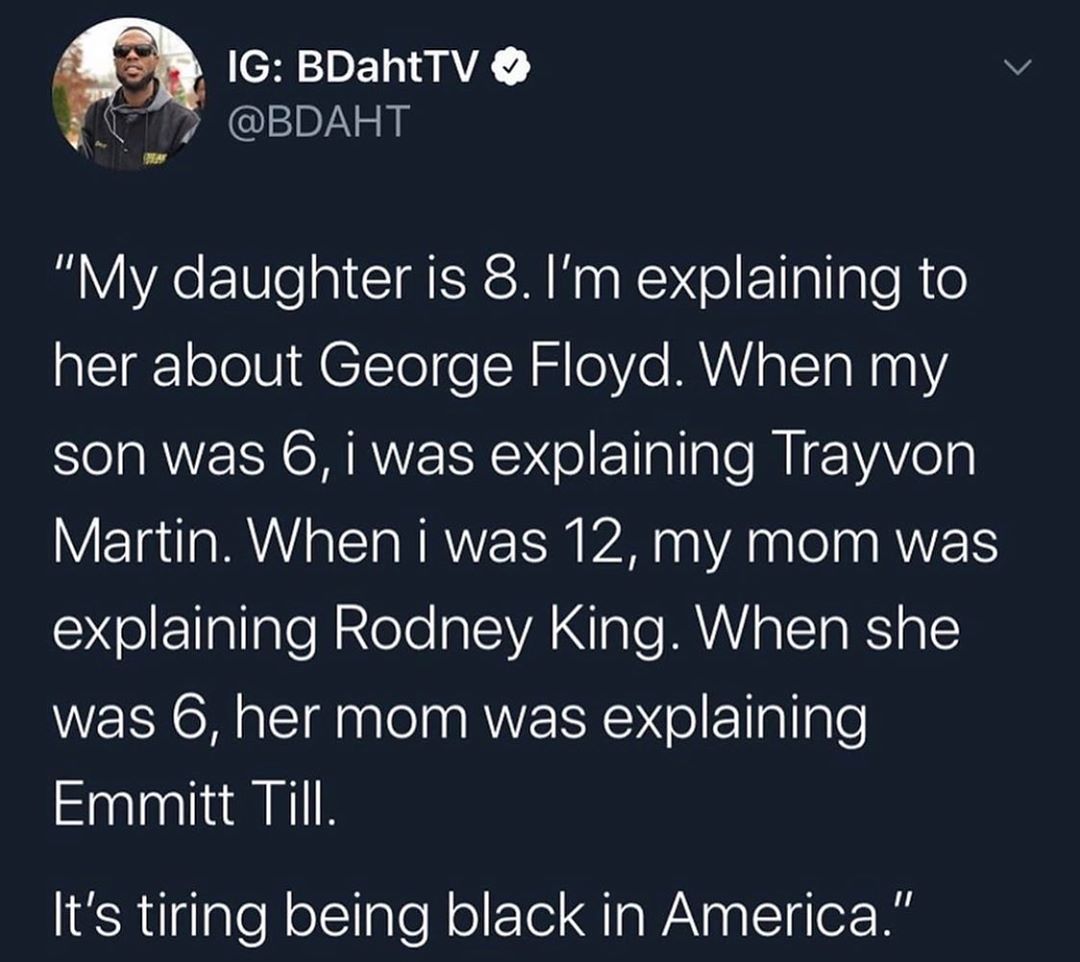 IG: BDahtTV
@BDAHT
"My daughter is 8. I'm explaining to
her about George Floyd. When my
son was 6, i was explaining Trayvon
Martin. When i was 12, my mom was
explaining Rodney King. When she
was 6, her mom was explaining
Emmitt Till.
It's tiring being black in America."